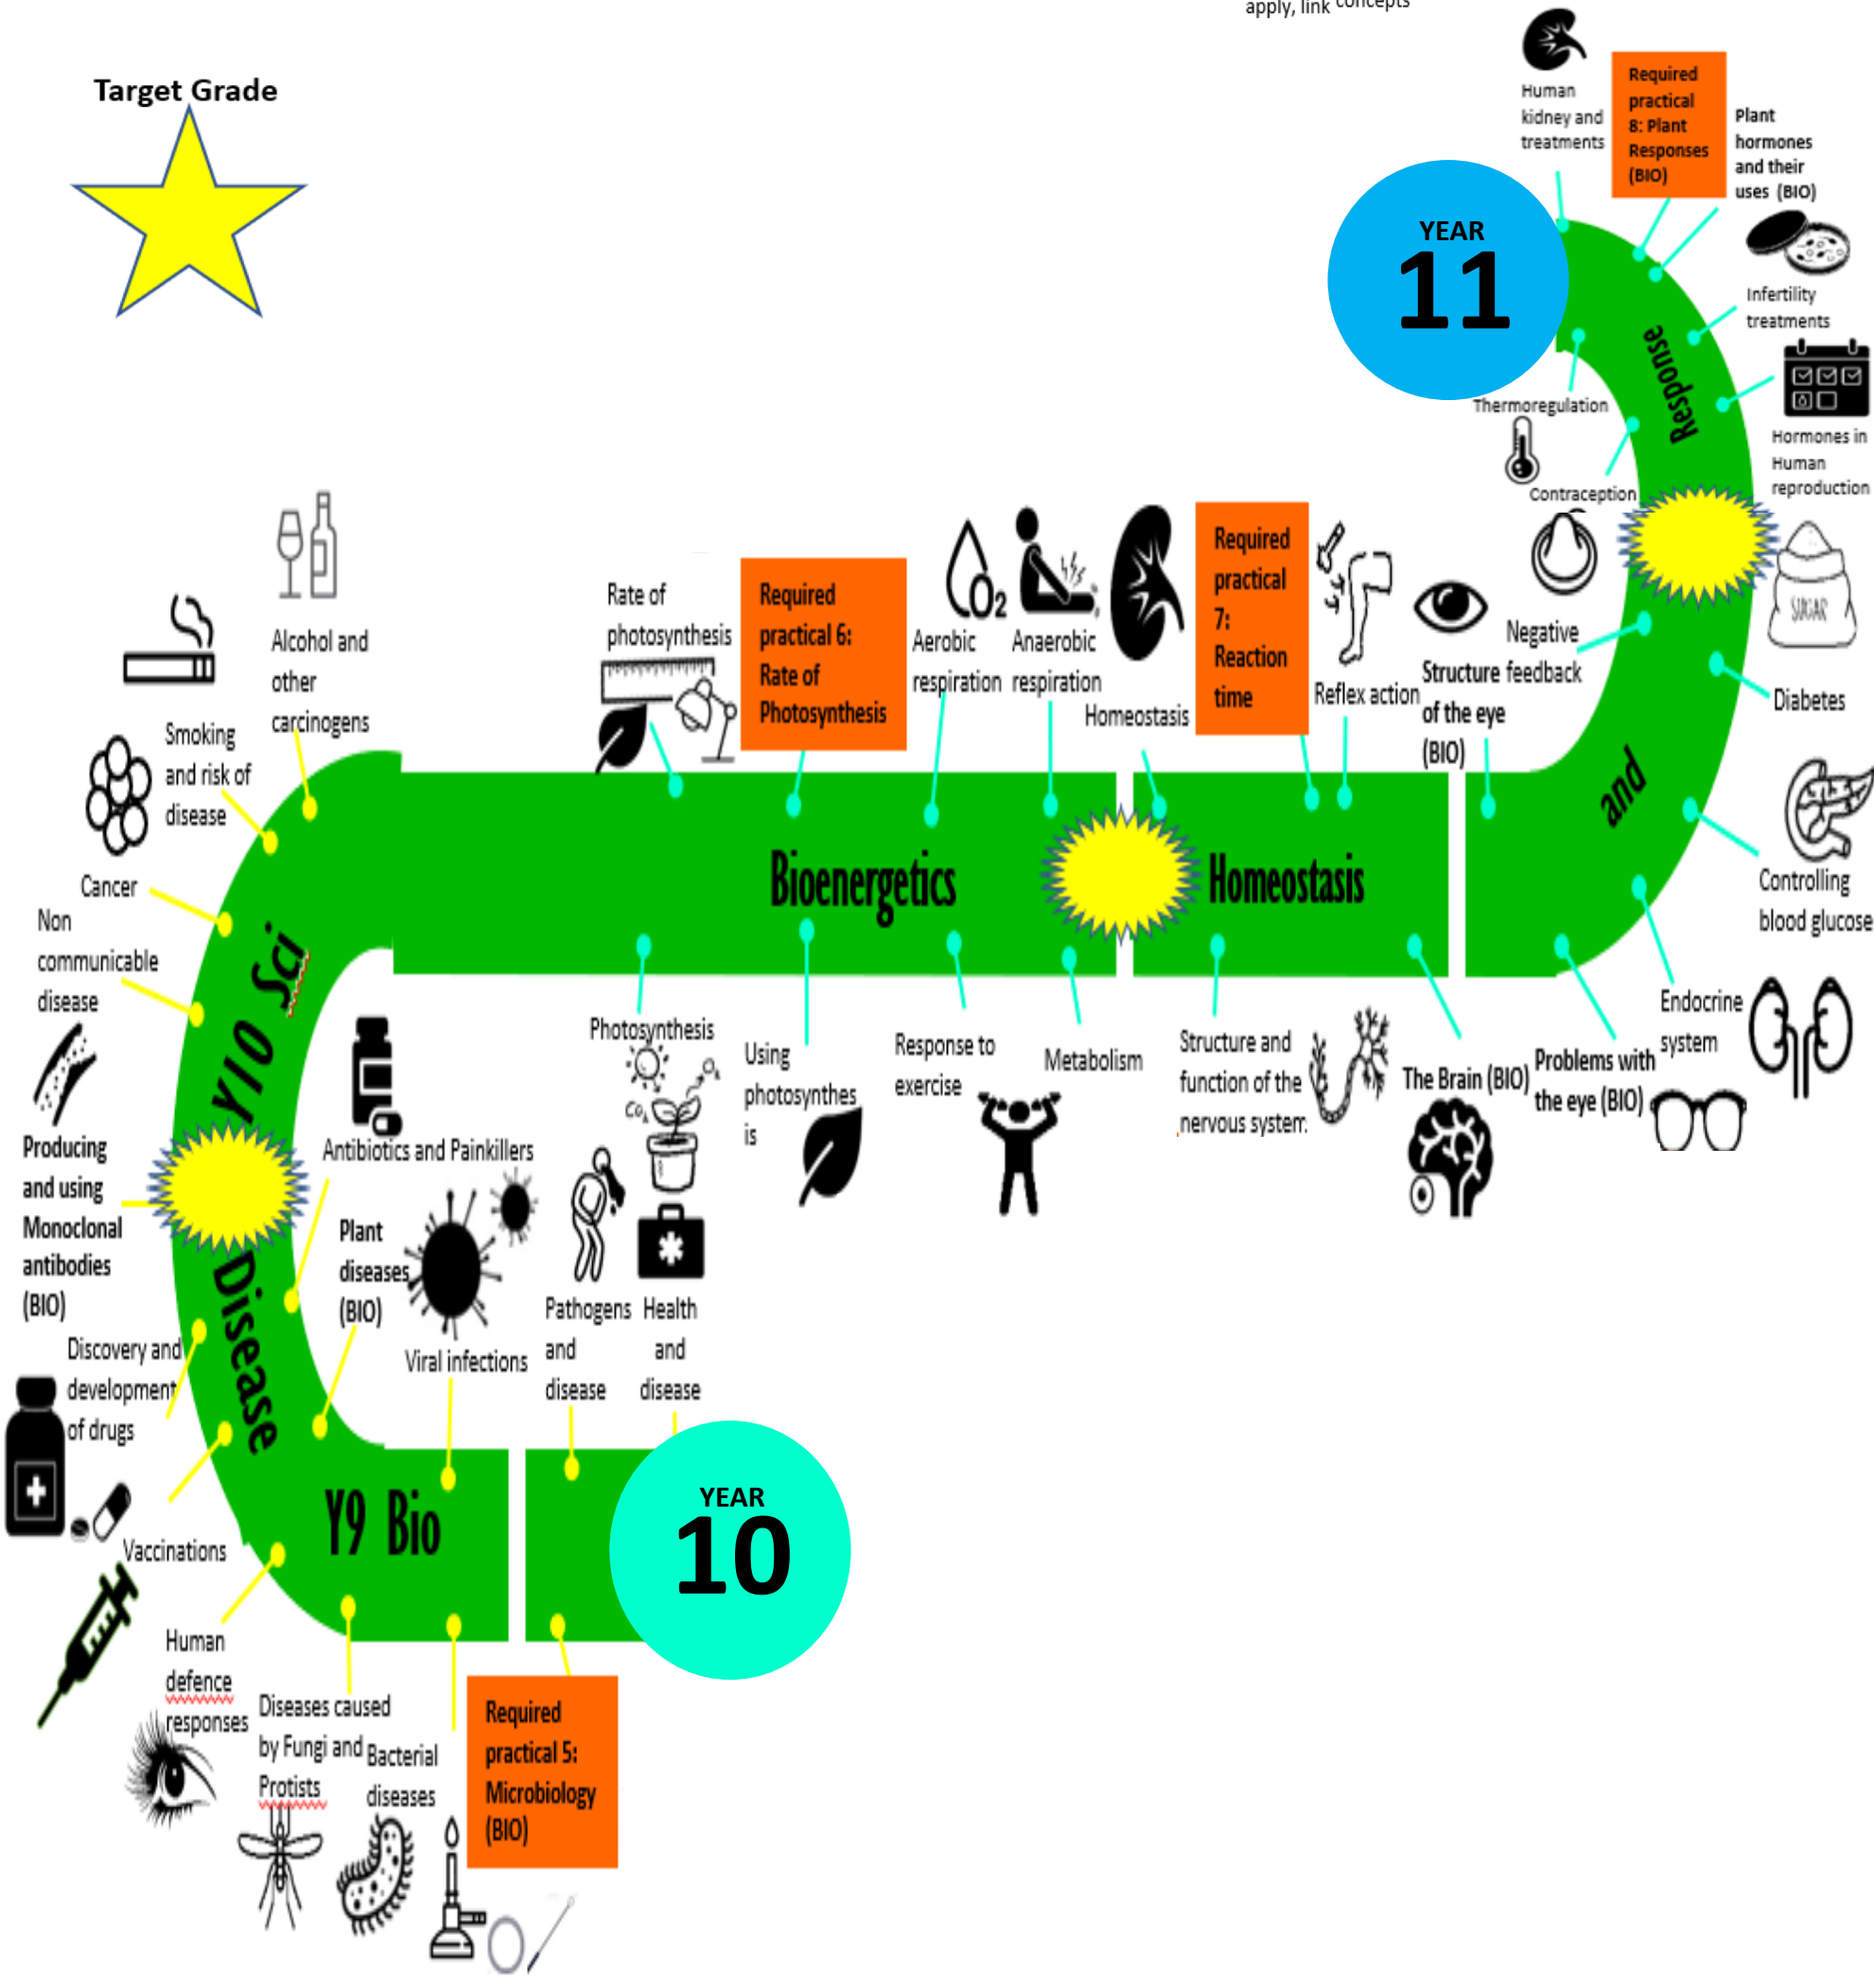 apply, link concepts
Target Grade
Human
kidney and
treatments
Required
practical
8: Plant
Responses
(BIO)
Plant
hormones
and their
uses (BIO)
YEAR
11
Infertility
treatments
Response
Thermoregulation
Hormones in
Human
reproduction
Contraception
SUGAR
Negative
feedback
Diabetes
and
Controlling
blood glucose
Endocrine
system
Structure
of the eye
(BIO)
Problems with
the eye (BIO)
Reflex action
Required
practical
7:
Reaction
time
Homeostasis
Homeostasis
The Brain (BIO)
Structure and
function of the
nervous system
O2
Anaerobic
respiration
Aerobic
respiration
Metabolism
Response to
exercise
Bioenergetics
Required
practical 6:
Rate of
Photosynthesis
Using
photosynthes
is
Rate of
photosynthesis
Photosynthesis
Alcohol and
other
carcinogens
Smoking
and risk of
disease
Cancer
Non
communicable
disease
Y10 Sci
Producing
and using
Monoclonal
antibodies
(BIO)
Antibiotics and Painkillers
Plant
diseases
(BIO)
Disease
Discovery and
development
of drugs
Viral infections
Pathogens
and
disease
Health
and
disease
Y9 Bio
YEAR
10
Vaccinations
Human
defence
responses
Diseases caused
by Fungi and
Protists
Bacterial
diseases
Required
practical 5:
Microbiology
(BIO)